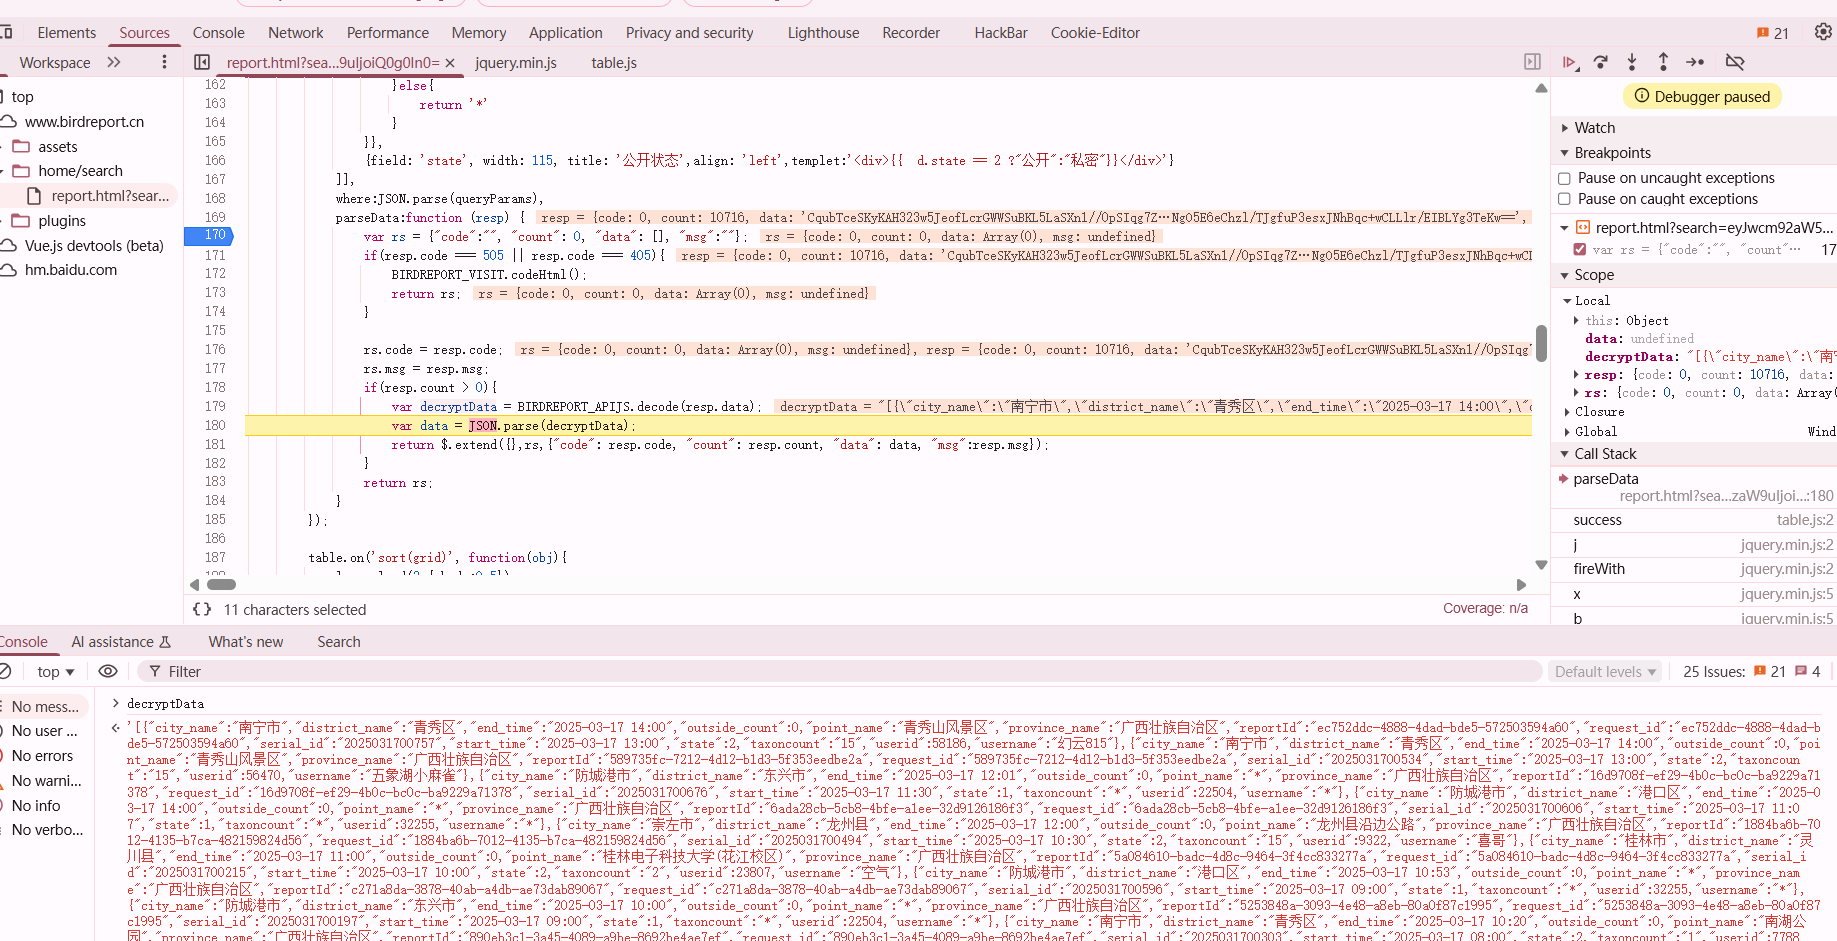 Elements Sources Console Network Performance Memory Application Privacy and security Lighthouse Recorder HackBar Cookie-Editor 21
Workspace report.html?sea...9uIjoiQ0g0In0= jquery.min.js table.js
top
www.birdreport.cn
assets
home/search
report.html?sear...
plugins
Vue.js devtools (beta)
hm.baidu.com
162 }else{
163 return '*'
164 }
165 }},
166 {field: 'state', width: 115, title: '公开状态',align: 'left',templet:'<div>{{ d.state == 2 ?"公开":"私密"}}</div>'}
167 ]],
168 where:JSON.parse(queryParams),
169 parseData:function (resp) { resp = {code: 0, count: 10716, data: 'CqubTceSKyKAH323w5JeofLcrGWWSuBKL5LaSXn1//OpSIqg7Z…Ng05E6eChzl/TJgfuP3esxJNhBqc+wCLLlr/EIBLYg3TeKw==',
170 var rs = {"code":"", "count": 0, "data": [], "msg":""}; rs = {code: 0, count: 0, data: Array(0), msg: undefined}
171 if(resp.code === 505 || resp.code === 405){ resp = {code: 0, count: 10716, data: 'CqubTceSKyKAH323w5JeofLcrGWWSuBKL5LaSXn1//OpSIqg7Z…Ng05E6eChzl/TJgfuP3esxJNhBqc+wCL
172 BIRDREPORT_VISIT.codeHtml();
173 return rs; rs = {code: 0, count: 0, data: Array(0), msg: undefined}
174 }
175
176 rs.code = resp.code; rs = {code: 0, count: 0, data: Array(0), msg: undefined}, resp = {code: 0, count: 10716, data: 'CqubTceSKyKAH323w5JeofLcrGWWSuBKL5LaSXn1//OpSIqg7
177 rs.msg = resp.msg;
178 if(resp.count > 0){
179 var decryptData = BIRDREPORT_APIJS.decode(resp.data); decryptData = "[{\"city_name\":\"南宁市\",\"district_name\":\"青秀区\",\"end_time\":\"2025-03-17 14:00\",\"
180 var data = JSON.parse(decryptData);
181 return $.extend({},rs,{"code": resp.code, "count": resp.count, "data": data, "msg":resp.msg});
182 }
183 return rs;
184 }
185 });
186
187 table.on('sort(grid)', function(obj){
{} 11 characters selected Coverage: n/a
Debugger paused
Watch
Breakpoints
Pause on uncaught exceptions
Pause on caught exceptions
report.html?search=eyJwcm92aW5...
var rs = {"code":"", "count"… 17
Scope
Local
this: Object
data: undefined
decryptData: "[{\"city_name\":\"南
resp: {code: 0, count: 10716, data:
rs: {code: 0, count: 0, data: Array(
Closure
Global Wind
Call Stack
parseData
report.html?sea...zaW9uIjoi...:180
success table.js:2
j jquery.min.js:2
fireWith jquery.min.js:2
x jquery.min.js:5
b jquery.min.js:5
Console AI assistance What's new Search
top Filter Default levels 25 Issues: 21 4
No mess...
No user ...
No errors
No warni...
No info
No verbo...
decryptData
'[{"city_name":"南宁市","district_name":"青秀区","end_time":"2025-03-17 14:00","outside_count":0,"point_name":"青秀山风景区","province_name":"广西壮族自治区","reportId":"ec752ddc-4888-4dad-bde5-572503594a60","request_id":"ec752ddc-4888-4dad-b
de5-572503594a60","serial_id":"2025031700757","start_time":"2025-03-17 13:00","state":2,"taxoncount":"15","userid":58186,"username":"幻云815"},{"city_name":"南宁市","district_name":"青秀区","end_time":"2025-03-17 14:00","outside_count":0,"poi
nt_name":"青秀山风景区","province_name":"广西壮族自治区","reportId":"589735fc-7212-4d12-b1d3-5f353eedbe2a","request_id":"589735fc-7212-4d12-b1d3-5f353eedbe2a","serial_id":"2025031700534","start_time":"2025-03-17 13:00","state":2,"taxoncoun
t":"15","userid":56470,"username":"五象湖小麻雀"},{"city_name":"防城港市","district_name":"东兴市","end_time":"2025-03-17 12:01","outside_count":0,"point_name":"*","province_name":"广西壮族自治区","reportId":"16d9708f-ef29-4b0c-bc0c-ba9229a71
378","request_id":"16d9708f-ef29-4b0c-bc0c-ba9229a71378","serial_id":"2025031700676","start_time":"2025-03-17 11:30","state":1,"taxoncount":"*","userid":22504,"username":"*"},{"city_name":"防城港市","district_name":"港口区","end_time":"2025-0
3-17 14:00","outside_count":0,"point_name":"*","province_name":"广西壮族自治区","reportId":"6ada28cb-5cb8-4bfe-a1ee-32d9126186f3","request_id":"6ada28cb-5cb8-4bfe-a1ee-32d9126186f3","serial_id":"2025031700606","start_time":"2025-03-17 11:0
7","state":1,"taxoncount":"*","userid":32255,"username":"*"},{"city_name":"崇左市","district_name":"龙州县","end_time":"2025-03-17 12:00","outside_count":0,"point_name":"龙州县沿边公路","province_name":"广西壮族自治区","reportId":"1884ba6b-7
012-4135-b7ca-482159824d56","request_id":"1884ba6b-7012-4135-b7ca-482159824d56","serial_id":"2025031700494","start_time":"2025-03-17 10:30","state":2,"taxoncount":"15","userid":9322,"username":"喜哥"},{"city_name":"桂林市","district_name":"灵
川县","end_time":"2025-03-17 11:00","outside_count":0,"point_name":"桂林电子科技大学(花江校区)","province_name":"广西壮族自治区","reportId":"5a084610-badc-4d8c-9464-3f4cc833277a","request_id":"5a084610-badc-4d8c-9464-3f4cc833277a","serial_i
d":"2025031700215","start_time":"2025-03-17 10:00","state":2,"taxoncount":"2","userid":23807,"username":"空气"},{"city_name":"防城港市","district_name":"港口区","end_time":"2025-03-17 10:53","outside_count":0,"point_name":"*","province_nam
e":"广西壮族自治区","reportId":"c271a8da-3878-40ab-a4db-ae73dab89067","request_id":"c271a8da-3878-40ab-a4db-ae73dab89067","serial_id":"2025031700596","start_time":"2025-03-17 09:00","state":1,"taxoncount":"*","userid":32255,"username":"*"},
{"city_name":"防城港市","district_name":"东兴市","end_time":"2025-03-17 10:00","outside_count":0,"point_name":"*","province_name":"广西壮族自治区","reportId":"5253848a-3093-4e48-a8eb-80a0f87c1995","request_id":"5253848a-3093-4e48-a8eb-80a0f87
c1995","serial_id":"2025031700197","start_time":"2025-03-17 09:00","state":1,"taxoncount":"*","userid":22504,"username":"*"},{"city_name":"南宁市","district_name":"青秀区","end_time":"2025-03-17 10:20","outside_count":0,"point_name":"南湖公
园","province_name":"广西壮族自治区","reportId":"890eb3c1-3a45-4089-a9be-8692be4ae7ef","request_id":"890eb3c1-3a45-4089-a9be-8692be4ae7ef","serial_id":"2025031700303","start_time":"2025-03-17 08:00","state":2,"taxoncount":"1","userid":7788